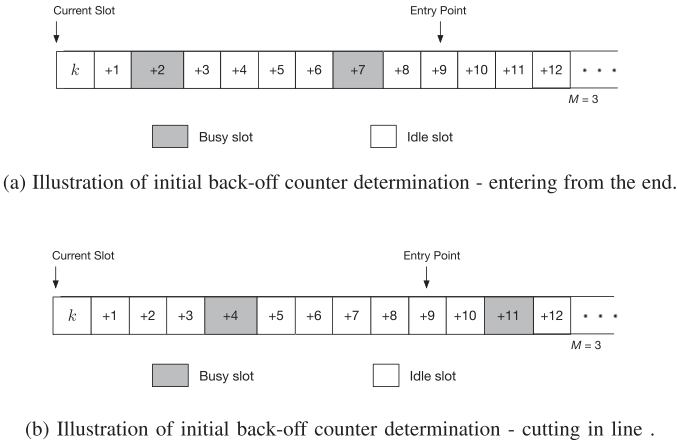 Current Slot Entry Point
k +1 +2 +3 +4 +5 +6 +7 +8 +9 +10 +11 +12 • • •
M = 3
Busy slot Idle slot
(a) Illustration of initial back-off counter determination - entering from the end.
Current Slot Entry Point
k +1 +2 +3 +4 +5 +6 +7 +8 +9 +10 +11 +12 • • •
M = 3
Busy slot Idle slot
(b) Illustration of initial back-off counter determination - cutting in line .